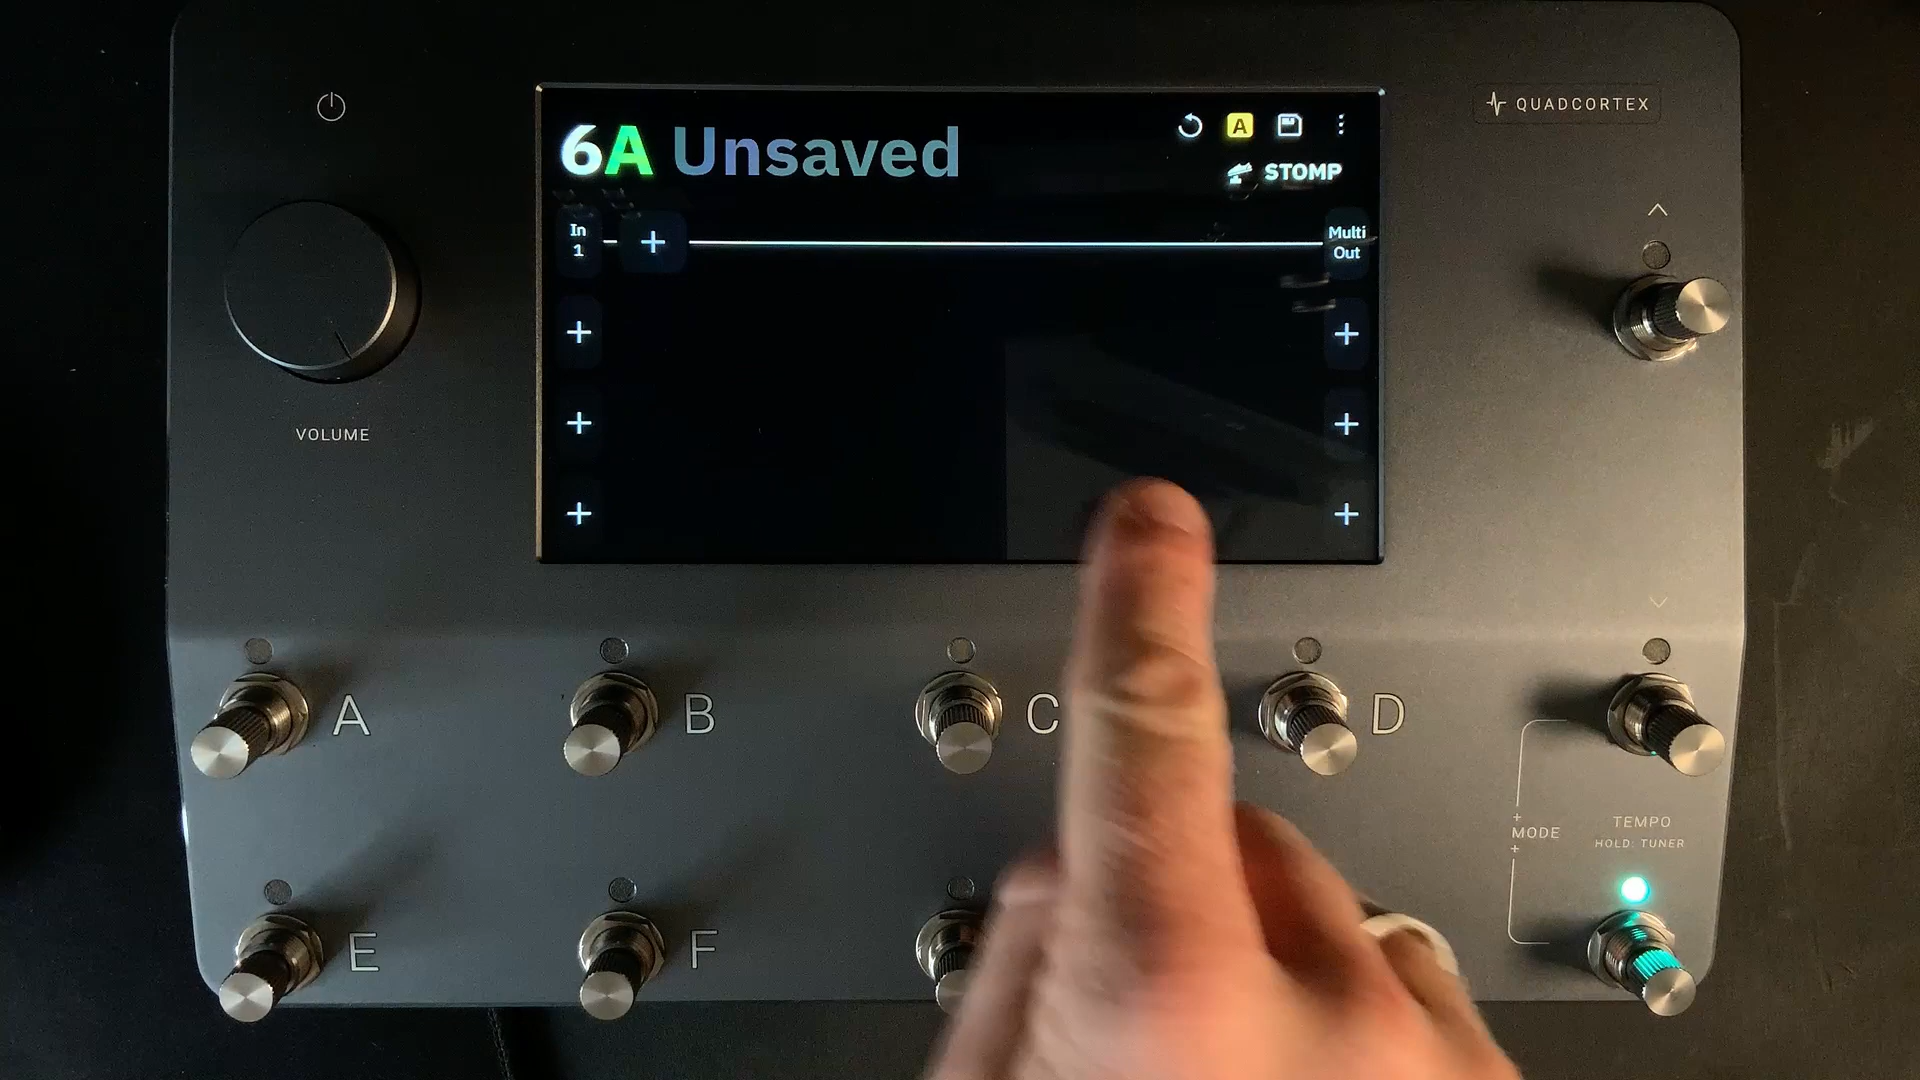 QUADCORTEX
6A Unsaved
A
STOMP
In
1
+
Multi
Out
+
+
+
+
+
+
VOLUME
A
B
C
D
+
MODE
+
TEMPO
HOLD: TUNER
E
F